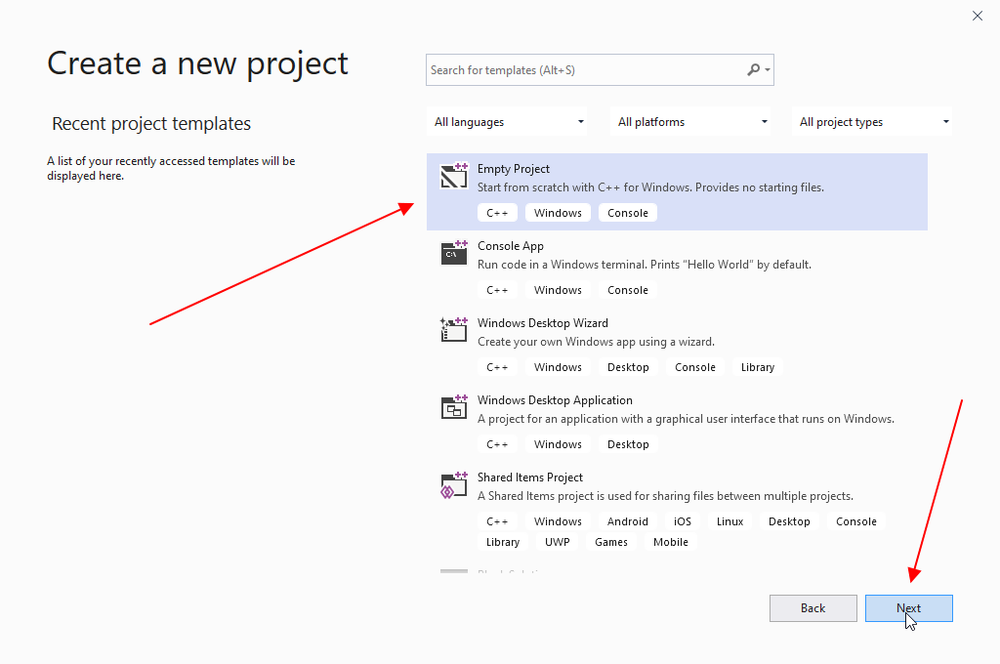 Create a new project
Search for templates (Alt+S)
Recent project templates
All languages
All platforms
All project types
A list of your recently accessed templates will be
displayed here.
Empty Project
Start from scratch with C++ for Windows. Provides no starting files.
C++ Windows Console
Console App
Run code in a Windows terminal. Prints "Hello World" by default.
C++ Windows Console
Windows Desktop Wizard
Create your own Windows app using a wizard.
C++ Windows Desktop Console Library
Windows Desktop Application
A project for an application with a graphical user interface that runs on Windows.
C++ Windows Desktop
Shared Items Project
A Shared Items project is used for sharing files between multiple projects.
C++ Windows Android iOS Linux Desktop Console
Library UWP Games Mobile
Back
Next